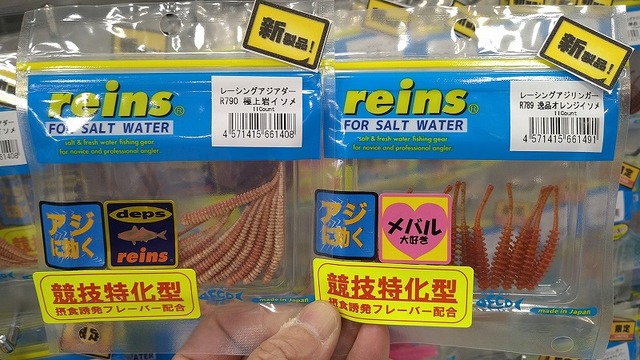 新製品!
reins®
FOR SALT WATER
salt & fresh water fishing gear
for novice and professional angler.
レーシングアジアダー
R790 極上岩イソメ
11Count
4 571415 661408
アジに効く
deps
reins
競技特化型
摂食誘発フレーバー配合
made in Japan
新製品!
reins®
FOR SALT WATER
salt & fresh water fishing gear
for novice and professional angler.
レーシングアジリンガー
R789 逸品オレンジイソメ
11Count
4 571415 661491
アジに効く
メバル
大好き
競技特化型
摂食誘発フレーバー配合
made in Japan
限定